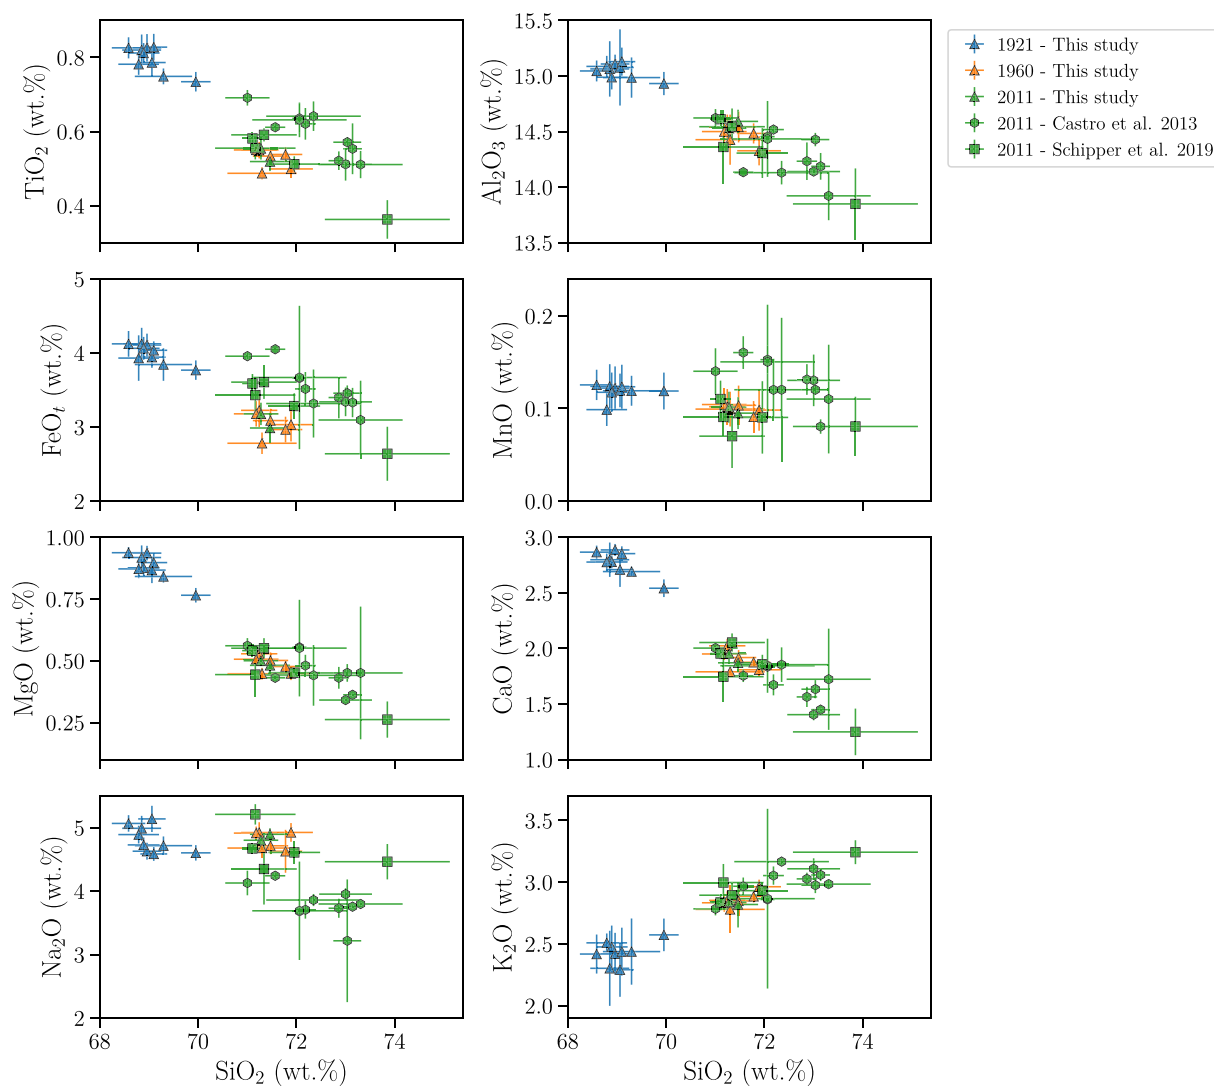 0.8
0.6
0.4
TiO₂ (wt.%)
15.5
15.0
14.5
14.0
13.5
Al₂O₃ (wt.%)
1921 - This study
1960 - This study
2011 - This study
2011 - Castro et al. 2013
2011 - Schipper et al. 2019
5
4
3
2
FeOₜ (wt.%)
0.2
0.1
0.0
MnO (wt.%)
1.00
0.75
0.50
0.25
MgO (wt.%)
3.0
2.5
2.0
1.5
1.0
CaO (wt.%)
5
4
3
2
Na₂O (wt.%)
68 70 72 74
SiO₂ (wt.%)
3.5
3.0
2.5
2.0
K₂O (wt.%)
68 70 72 74
SiO₂ (wt.%)